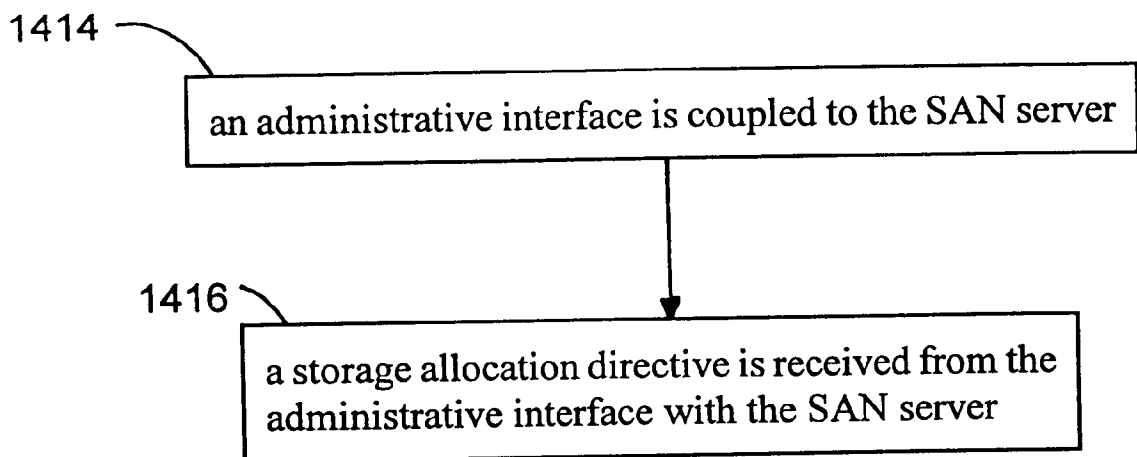 1414
an administrative interface is coupled to the SAN server
1416
a storage allocation directive is received from the
administrative interface with the SAN server